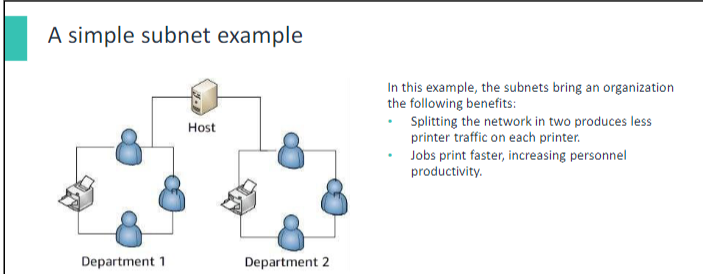 A simple subnet example
Host
Department 1
Department 2
In this example, the subnets bring an organization
the following benefits:
• Splitting the network in two produces less
printer traffic on each printer.
• Jobs print faster, increasing personnel
productivity.